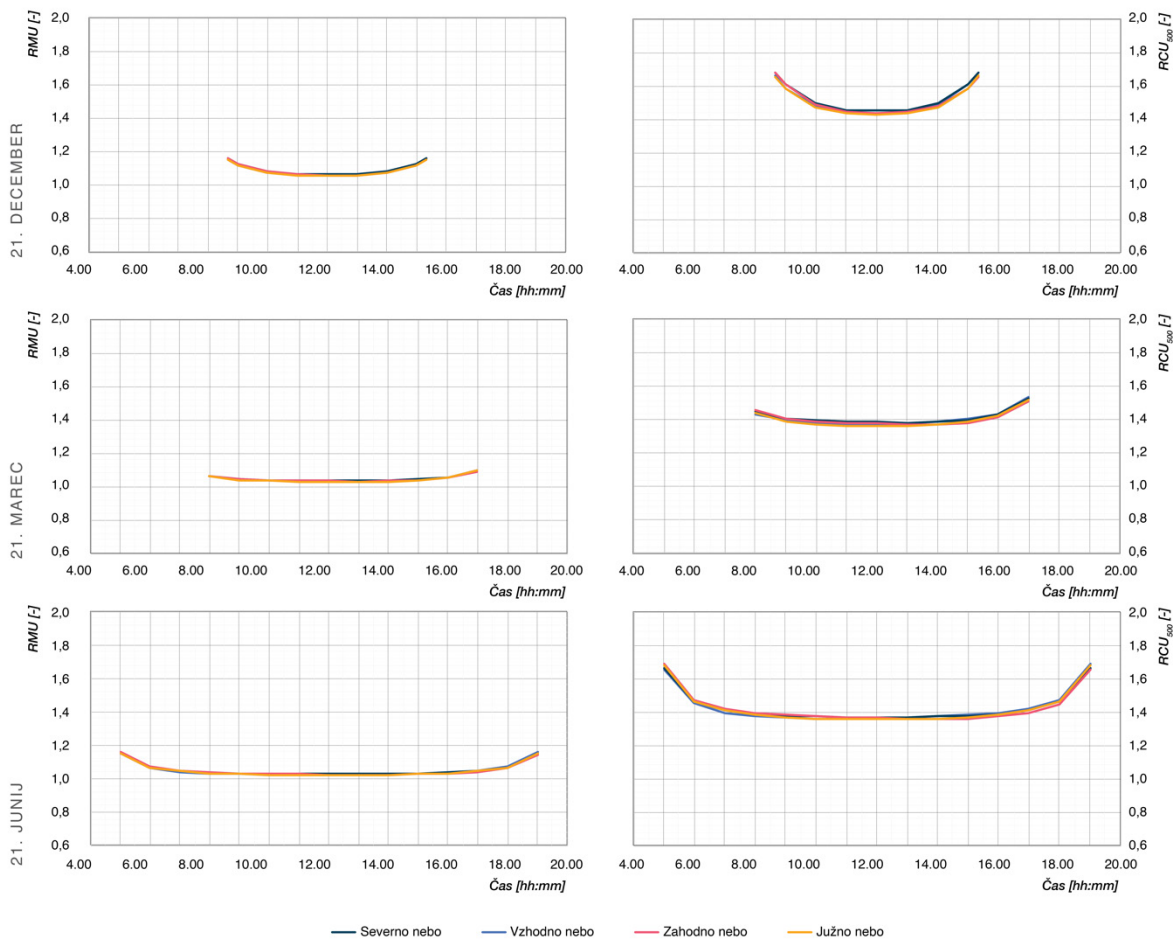 21. DECEMBER
RMU [-]
2,0
1,8
1,6
1,4
1,2
1,0
0,8
0,6
4.00 6.00 8.00 10.00 12.00 14.00 16.00 18.00 20.00
Čas [hh:mm]
RCU500 [-]
2,0
1,8
1,6
1,4
1,2
1,0
0,8
0,6
4.00 6.00 8.00 10.00 12.00 14.00 16.00 18.00 20.00
Čas [hh:mm]
21. MAREC
RMU [-]
2,0
1,8
1,6
1,4
1,2
1,0
0,8
0,6
4.00 6.00 8.00 10.00 12.00 14.00 16.00 18.00 20.00
Čas [hh:mm]
RCU500 [-]
2,0
1,8
1,6
1,4
1,2
1,0
0,8
0,6
4.00 6.00 8.00 10.00 12.00 14.00 16.00 18.00 20.00
Čas [hh:mm]
21. JUNIJ
RMU [-]
2,0
1,8
1,6
1,4
1,2
1,0
0,8
0,6
4.00 6.00 8.00 10.00 12.00 14.00 16.00 18.00 20.00
Čas [hh:mm]
RCU500 [-]
2,0
1,8
1,6
1,4
1,2
1,0
0,8
0,6
4.00 6.00 8.00 10.00 12.00 14.00 16.00 18.00 20.00
Čas [hh:mm]
Severno nebo Vzhodno nebo Zahodno nebo Južno nebo